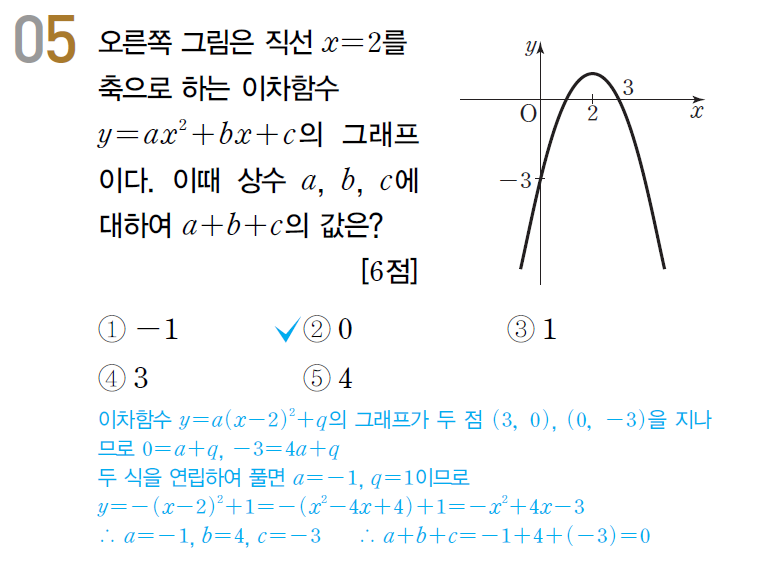 05
오른쪽 그림은 직선 x=2를
축으로 하는 이차함수
y=ax²+bx+c의 그래프
이다. 이때 상수 a, b, c에
대하여 a+b+c의 값은?
[6점]
y
3
O
2
x
-3
① -1
② 0
③ 1
④ 3
⑤ 4
이차함수 y=a(x-2)²+q의 그래프가 두 점 (3, 0), (0, -3)을 지나
므로 0=a+q, -3=4a+q
두 식을 연립하여 풀면 a=-1, q=1이므로
y=-(x-2)²+1=-(x²-4x+4)+1=-x²+4x-3
∴ a=-1, b=4, c=-3 ∴ a+b+c=-1+4+(-3)=0